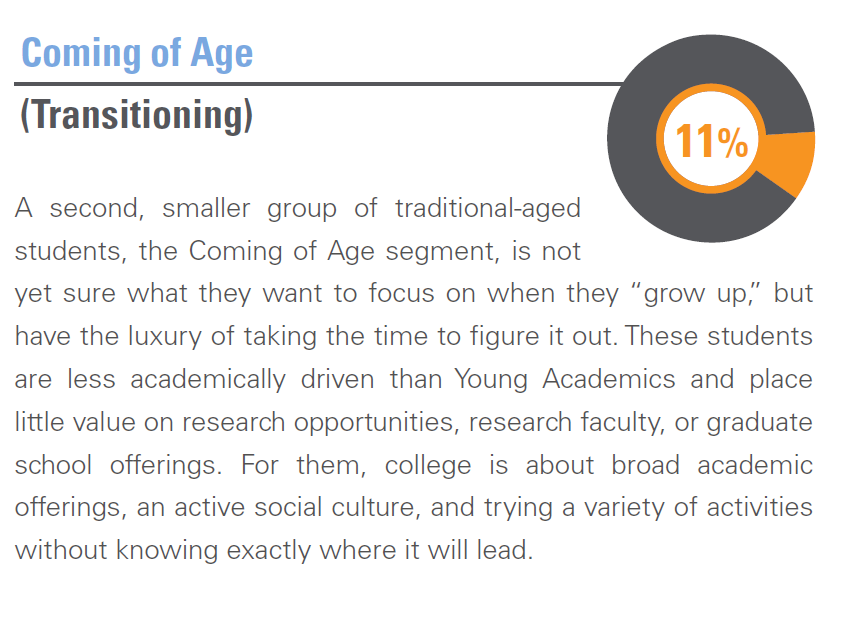 Coming of Age
(Transitioning)
11%
A second, smaller group of traditional-aged
students, the Coming of Age segment, is not
yet sure what they want to focus on when they “grow up,” but
have the luxury of taking the time to figure it out. These students
are less academically driven than Young Academics and place
little value on research opportunities, research faculty, or graduate
school offerings. For them, college is about broad academic
offerings, an active social culture, and trying a variety of activities
without knowing exactly where it will lead.